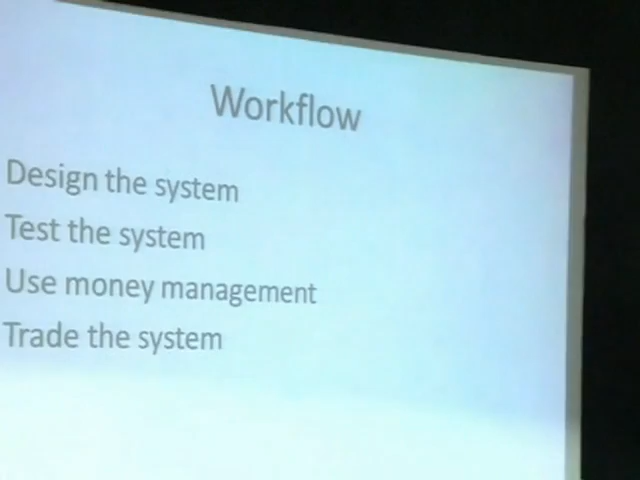 Workflow
Design the system
Test the system
Use money management
Trade the system